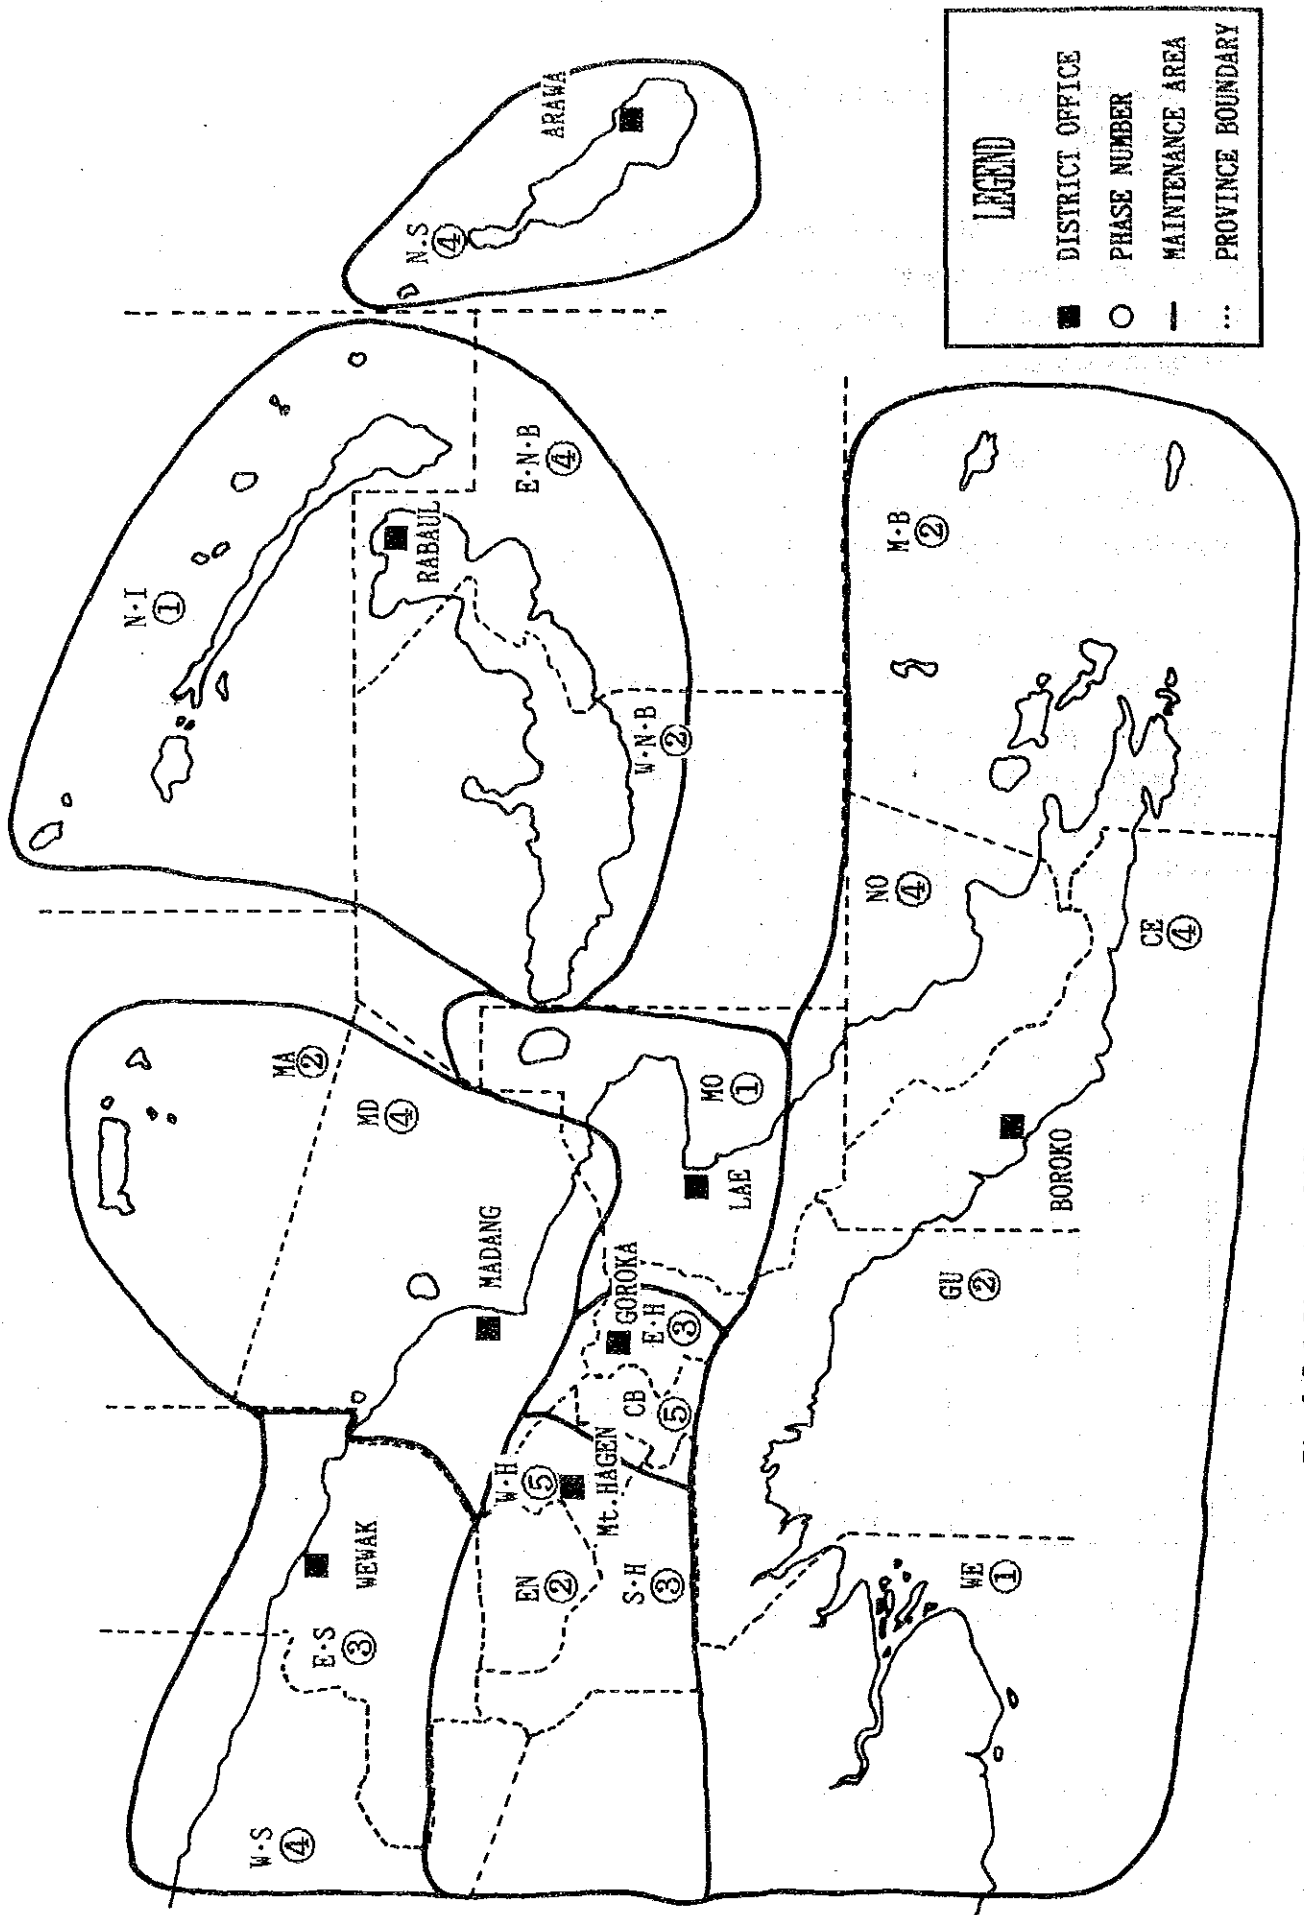 ARAWA
N.S
④
N·I
①
E·N·B
④
RABAUL
W·N·B
②
M·B
②
NO
④
CE
④
MA
②
MD
④
MO
①
LAE
MADANG
BOROKO
GOROKA
E·H
③
GU
②
CB
⑤
W·H
⑤
Mt.HAGEN
WEWAK
EN
②
S·H
③
WE
①
E·S
③
W·S
④
LEGEND
DISTRICT OFFICE
PHASE NUMBER
MAINTENANCE AREA
PROVINCE BOUNDARY